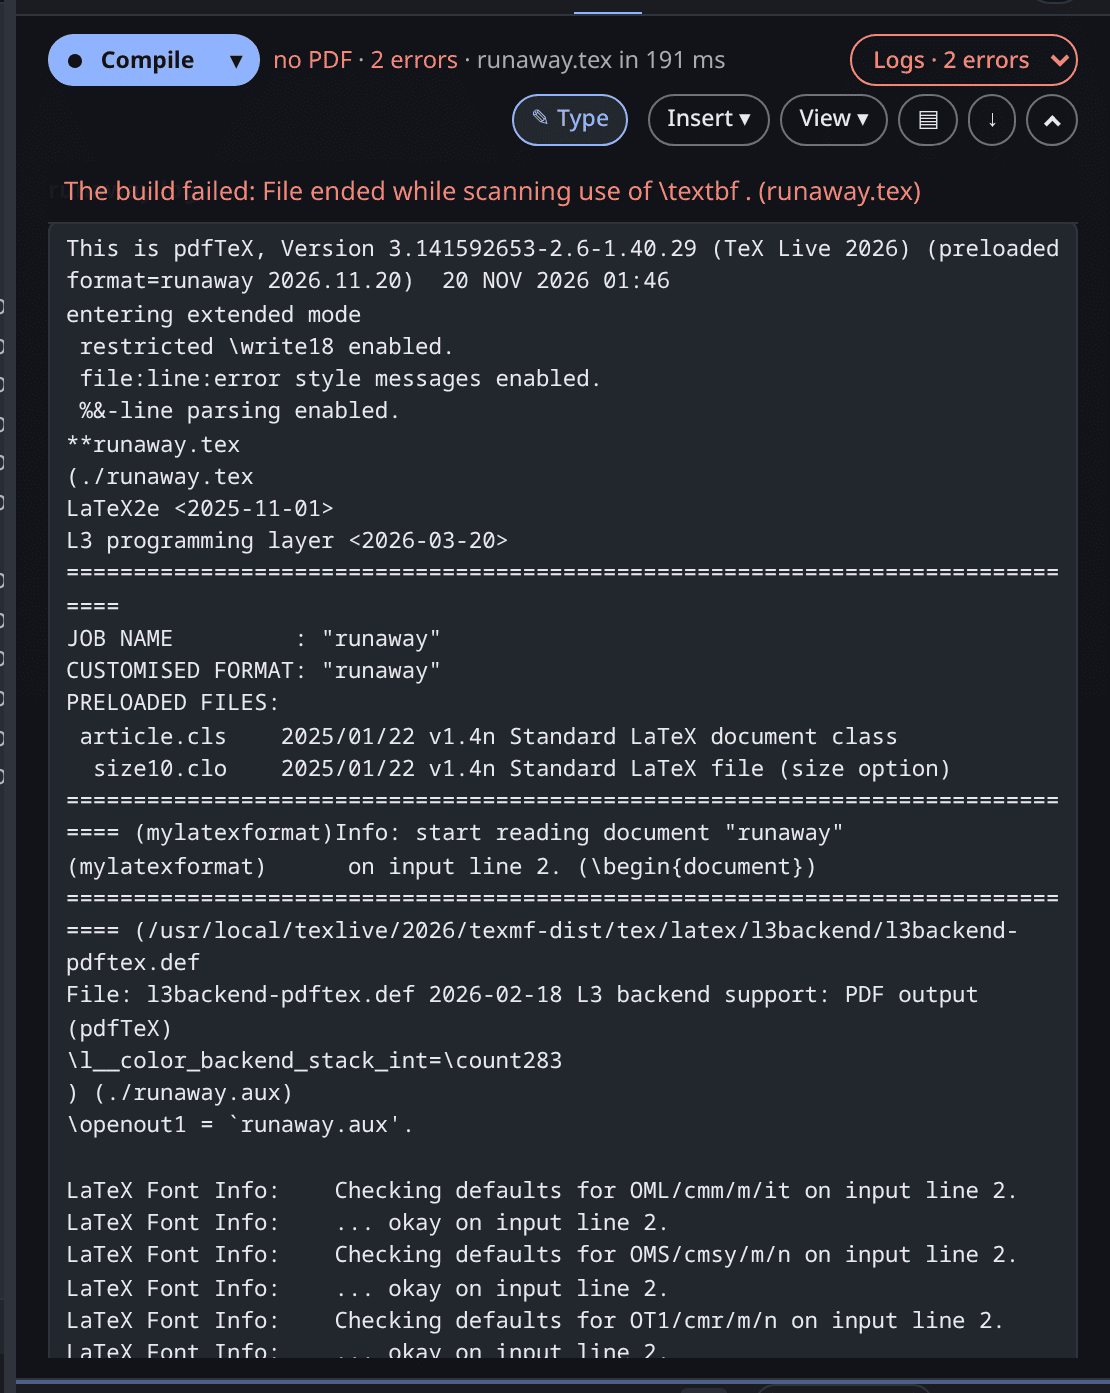 Compile ▾ no PDF · 2 errors · runaway.tex in 191 ms Logs · 2 errors
✎ Type Insert ▾ View ▾ ↓
The build failed: File ended while scanning use of \textbf . (runaway.tex)
This is pdfTeX, Version 3.141592653-2.6-1.40.29 (TeX Live 2026) (preloaded
format=runaway 2026.11.20)  20 NOV 2026 01:46
entering extended mode
 restricted \write18 enabled.
 file:line:error style messages enabled.
 %&-line parsing enabled.
**runaway.tex
(./runaway.tex
LaTeX2e <2025-11-01>
L3 programming layer <2026-03-20>
==========================================================================
====
JOB NAME         : "runaway"
CUSTOMISED FORMAT: "runaway"
PRELOADED FILES:
 article.cls    2025/01/22 v1.4n Standard LaTeX document class
  size10.clo    2025/01/22 v1.4n Standard LaTeX file (size option)
==========================================================================
==== (mylatexformat)Info: start reading document "runaway"
(mylatexformat)      on input line 2. (\begin{document})
==========================================================================
==== (/usr/local/texlive/2026/texmf-dist/tex/latex/l3backend/l3backend-
pdftex.def
File: l3backend-pdftex.def 2026-02-18 L3 backend support: PDF output
(pdfTeX)
\l__color_backend_stack_int=\count283
) (./runaway.aux)
\openout1 = `runaway.aux'.

LaTeX Font Info:    Checking defaults for OML/cmm/m/it on input line 2.
LaTeX Font Info:    ... okay on input line 2.
LaTeX Font Info:    Checking defaults for OMS/cmsy/m/n on input line 2.
LaTeX Font Info:    ... okay on input line 2.
LaTeX Font Info:    Checking defaults for OT1/cmr/m/n on input line 2.
LaTeX Font Info:    ... okay on input line 2.